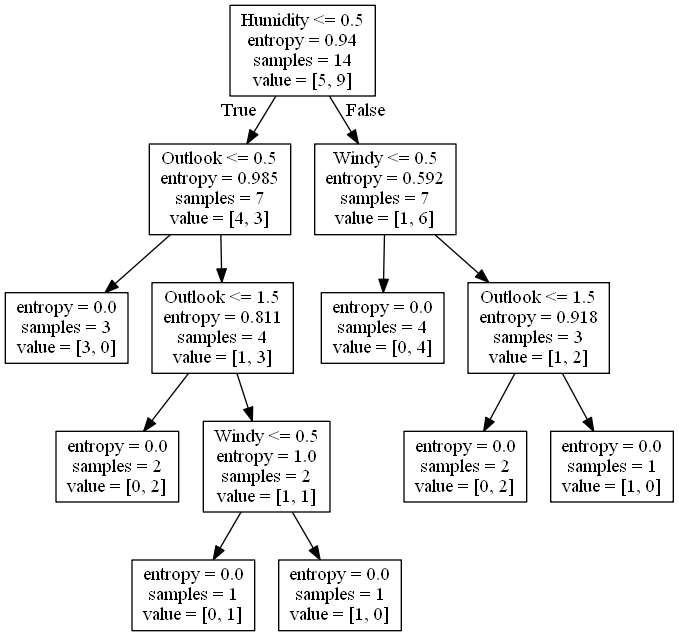 Humidity <= 0.5
entropy = 0.94
samples = 14
value = [5, 9]
True
False
Outlook <= 0.5
entropy = 0.985
samples = 7
value = [4, 3]
Windy <= 0.5
entropy = 0.592
samples = 7
value = [1, 6]
entropy = 0.0
samples = 3
value = [3, 0]
Outlook <= 1.5
entropy = 0.811
samples = 4
value = [1, 3]
entropy = 0.0
samples = 4
value = [0, 4]
Outlook <= 1.5
entropy = 0.918
samples = 3
value = [1, 2]
entropy = 0.0
samples = 2
value = [0, 2]
Windy <= 0.5
entropy = 1.0
samples = 2
value = [1, 1]
entropy = 0.0
samples = 2
value = [0, 2]
entropy = 0.0
samples = 1
value = [1, 0]
entropy = 0.0
samples = 1
value = [0, 1]
entropy = 0.0
samples = 1
value = [1, 0]